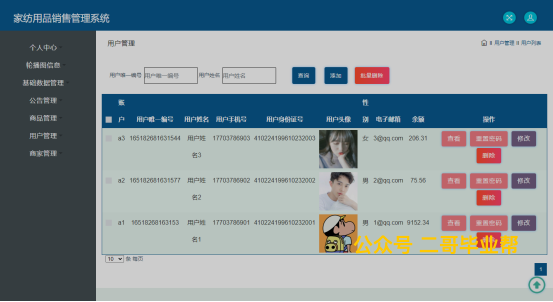 家纺用品销售管理系统
个人中心
轮播图信息
基础数据管理
公告管理
商品管理
用户管理
商家管理
用户管理
用户管理 用户列表
用户唯一编号 用户唯一编号 用户姓名 用户姓名 查询 添加 批量删除
账户 用户唯一编号 用户姓名 用户手机号 用户身份证号 用户头像 性别 电子邮箱 余额 操作
a3 165182681631544 用户姓名3 17703786903 410224199610232003 女 3@qq.com 206.31 查看 重置密码 修改
删除
a2 165182681631577 用户姓名2 17703786902 410224199610232002 男 2@qq.com 75.56 查看 重置密码 修改
删除
a1 16518268163153 用户姓名1 17703786901 410224199610232001 男 1@qq.com 9152.34 查看 重置密码 修改
公众号 二哥毕业帮
10 条 每页
1